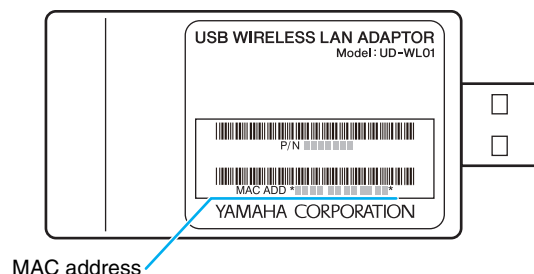 USB WIRELESS LAN ADAPTOR
Model: UD-WL01
P/N
MAC ADD * *
YAMAHA CORPORATION
MAC address